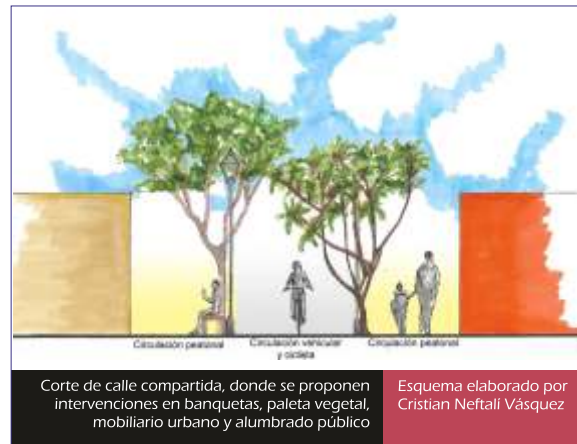 Circulación peatonal
Circulación vehicular
y ciclista
Circulación peatonal
Corte de calle compartida, donde se proponen
intervenciones en banquetas, paleta vegetal,
mobiliario urbano y alumbrado público
Esquema elaborado por
Cristian Neftalí Vásquez